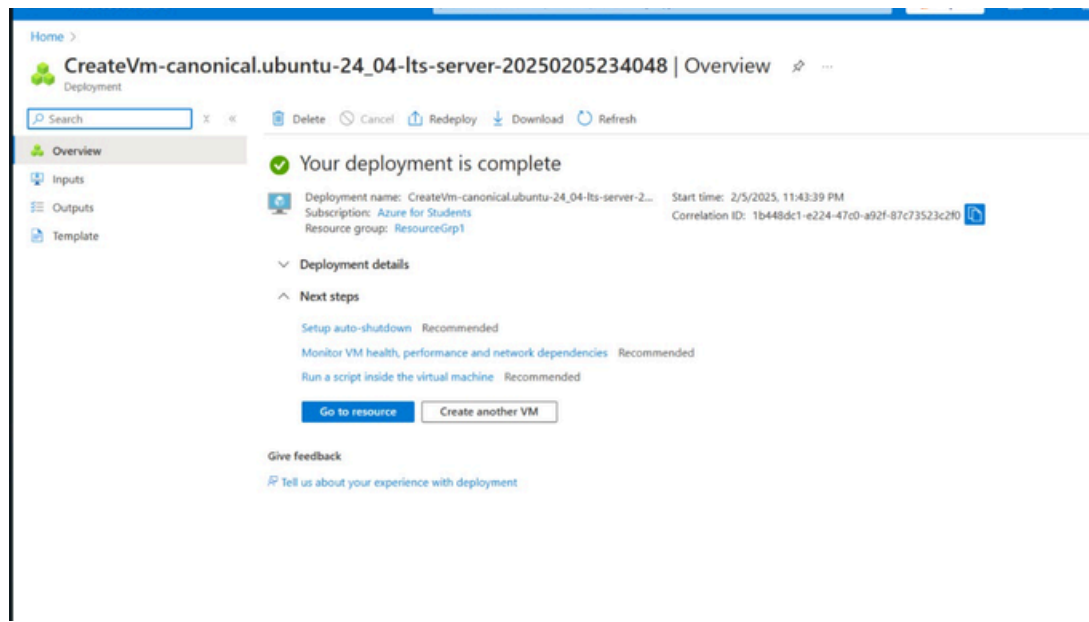 Home >
CreateVm-canonical.ubuntu-24_04-lts-server-20250205234048 | Overview
Deployment
Search
Delete Cancel Redeploy Download Refresh
Overview
Inputs
Outputs
Template
Your deployment is complete
Deployment name: CreateVm-canonical.ubuntu-24_04-lts-server-2...
Subscription: Azure for Students
Resource group: ResourceGrp1
Start time: 2/5/2025, 11:43:39 PM
Correlation ID: 1b448dc1-e224-47c0-a92f-87c73523c2f0
Deployment details
Next steps
Setup auto-shutdown Recommended
Monitor VM health, performance and network dependencies Recommended
Run a script inside the virtual machine Recommended
Go to resource Create another VM
Give feedback
Tell us about your experience with deployment